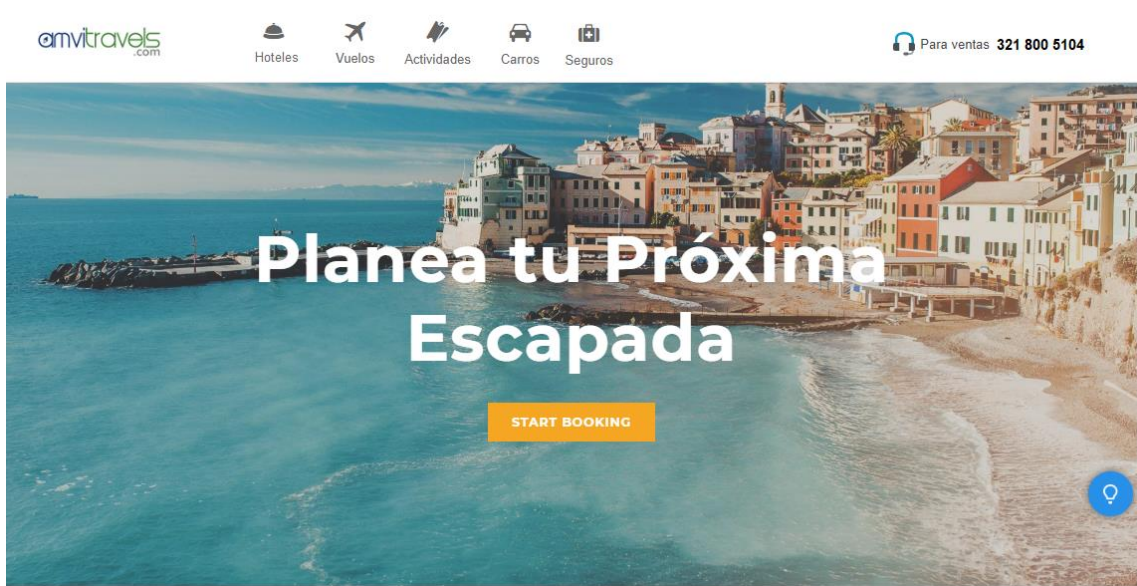 amvitravels
.com
Hoteles
Vuelos
Actividades
Carros
Seguros
Para ventas 321 800 5104
Planea tu Próxima
Escapada
START BOOKING